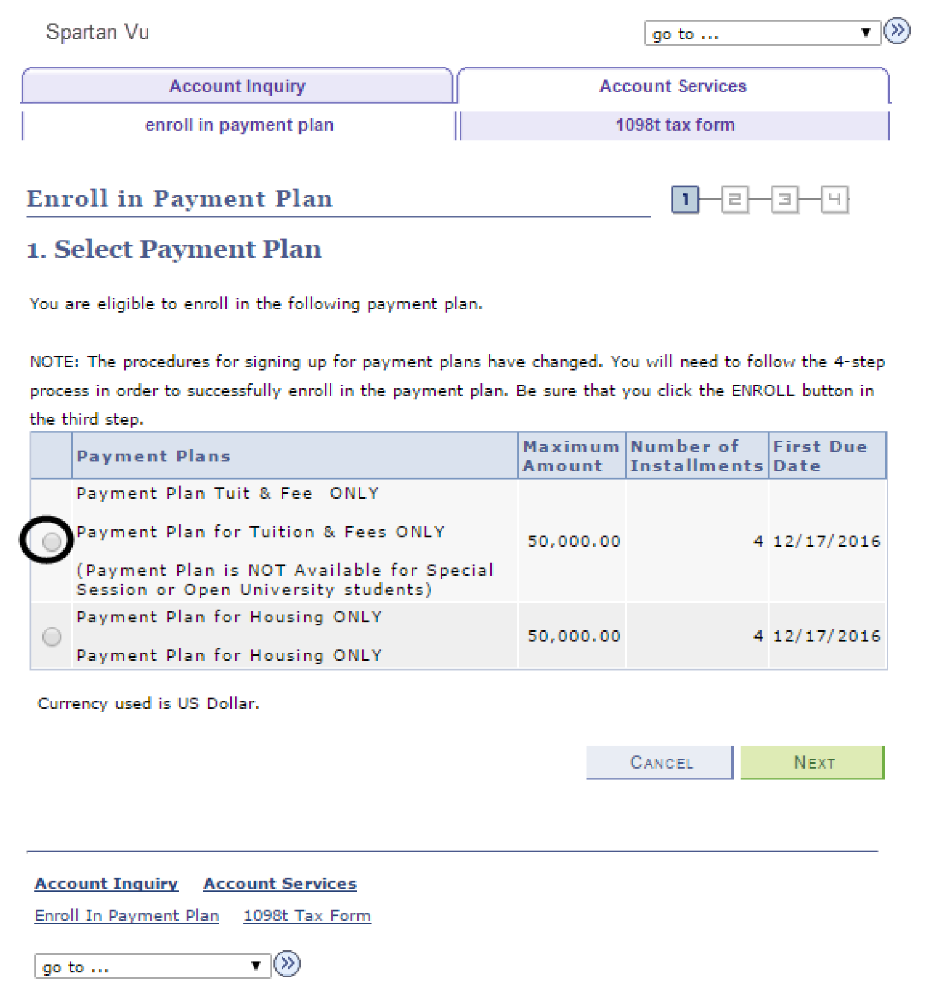 Spartan Vu
go to ...
Account Inquiry
Account Services
enroll in payment plan
1098t tax form
Enroll in Payment Plan
1 2 3 4
1. Select Payment Plan
You are eligible to enroll in the following payment plan.
NOTE: The procedures for signing up for payment plans have changed. You will need to follow the 4-step
process in order to successfully enroll in the payment plan. Be sure that you click the ENROLL button in
the third step.
Payment Plans
Maximum
Amount
Number of
Installments
First Due
Date
Payment Plan Tuit & Fee ONLY
Payment Plan for Tuition & Fees ONLY
(Payment Plan is NOT Available for Special
Session or Open University students)
50,000.00
4
12/17/2016
Payment Plan for Housing ONLY
Payment Plan for Housing ONLY
50,000.00
4
12/17/2016
Currency used is US Dollar.
CANCEL
NEXT
Account Inquiry
Account Services
Enroll In Payment Plan
1098t Tax Form
go to ...